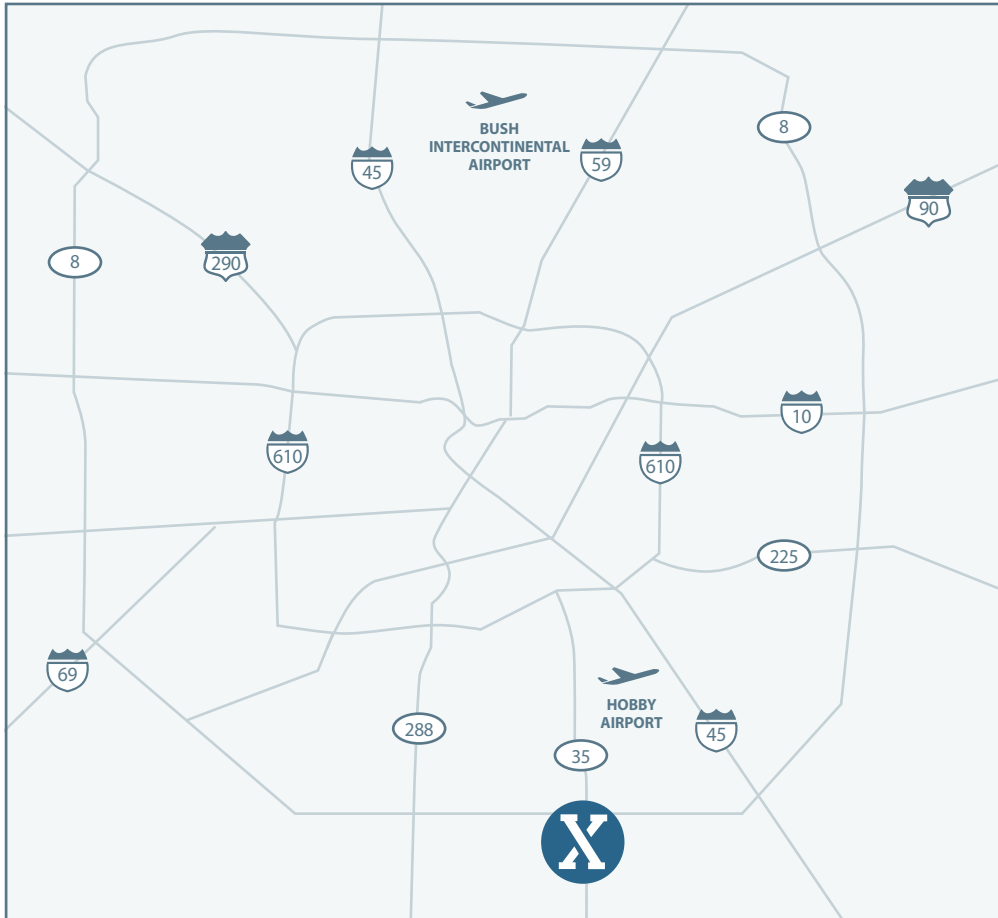 BUSH
INTERCONTINENTAL
AIRPORT
8
45
59
90
8
290
10
610
610
225
69
HOBBY
AIRPORT
288
45
35
X